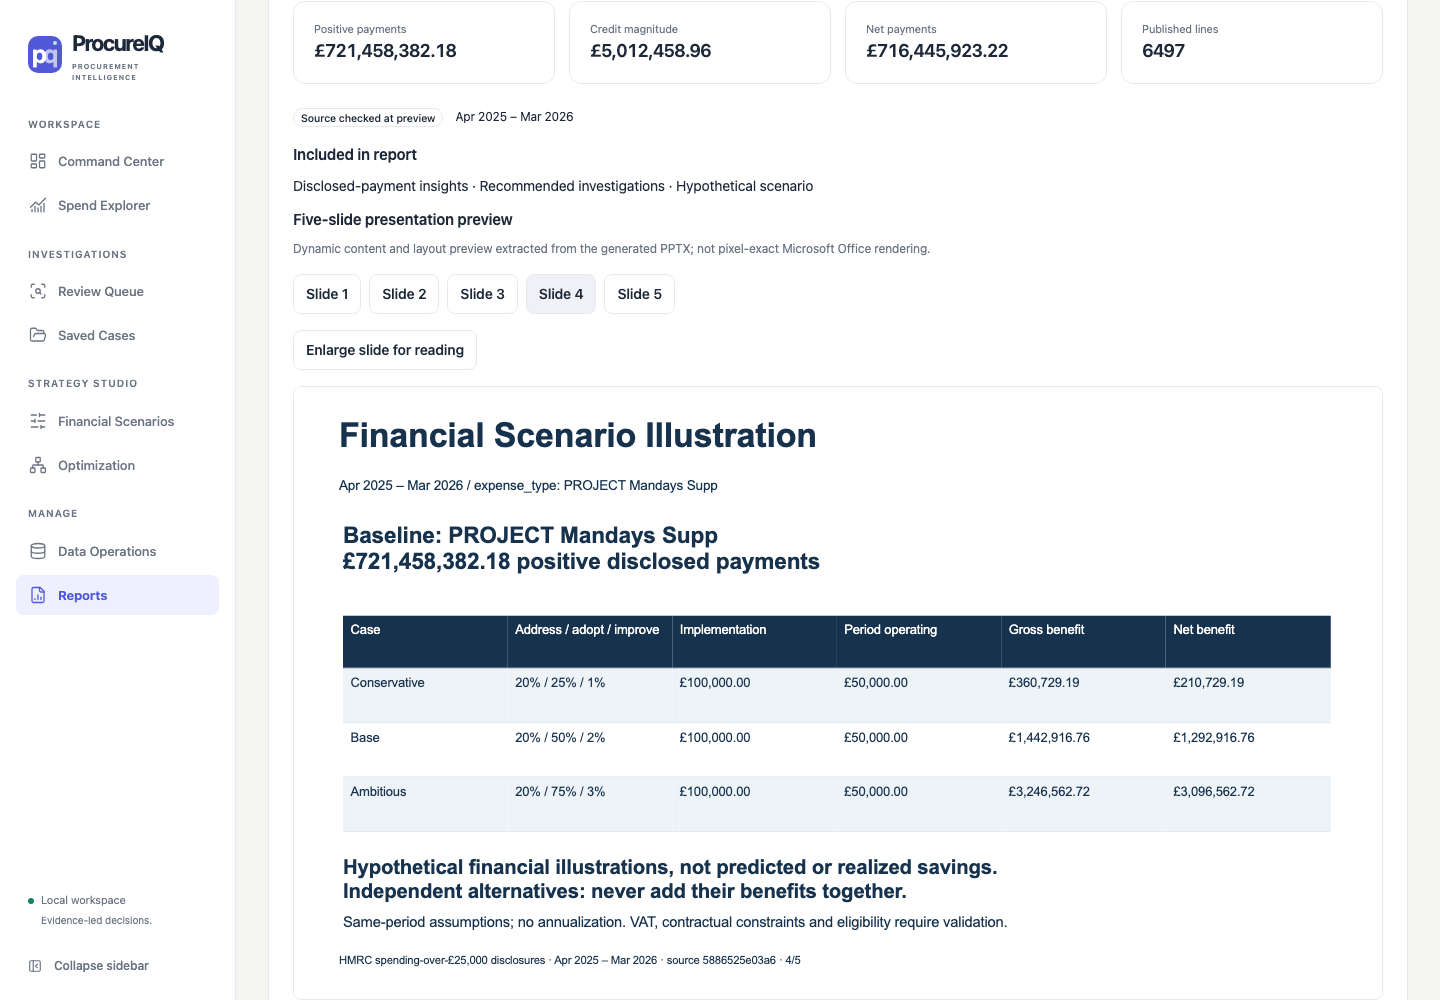 pq
ProcureIQ
PROCUREMENT
INTELLIGENCE
WORKSPACE
Command Center
Spend Explorer
INVESTIGATIONS
Review Queue
Saved Cases
STRATEGY STUDIO
Financial Scenarios
Optimization
MANAGE
Data Operations
Reports
Local workspace
Evidence-led decisions.
Collapse sidebar
Positive payments
£721,458,382.18
Credit magnitude
£5,012,458.96
Net payments
£716,445,923.22
Published lines
6497
Source checked at preview Apr 2025 – Mar 2026
Included in report
Disclosed-payment insights · Recommended investigations · Hypothetical scenario
Five-slide presentation preview
Dynamic content and layout preview extracted from the generated PPTX; not pixel-exact Microsoft Office rendering.
Slide 1 Slide 2 Slide 3 Slide 4 Slide 5
Enlarge slide for reading
Financial Scenario Illustration
Apr 2025 – Mar 2026 / expense_type: PROJECT Mandays Supp
Baseline: PROJECT Mandays Supp
£721,458,382.18 positive disclosed payments
Case Address / adopt / improve Implementation Period operating Gross benefit Net benefit
Conservative 20% / 25% / 1% £100,000.00 £50,000.00 £360,729.19 £210,729.19
Base 20% / 50% / 2% £100,000.00 £50,000.00 £1,442,916.76 £1,292,916.76
Ambitious 20% / 75% / 3% £100,000.00 £50,000.00 £3,246,562.72 £3,096,562.72
Hypothetical financial illustrations, not predicted or realized savings.
Independent alternatives: never add their benefits together.
Same-period assumptions; no annualization. VAT, contractual constraints and eligibility require validation.
HMRC spending-over-£25,000 disclosures · Apr 2025 – Mar 2026 · source 5886525e03a6 · 4/5